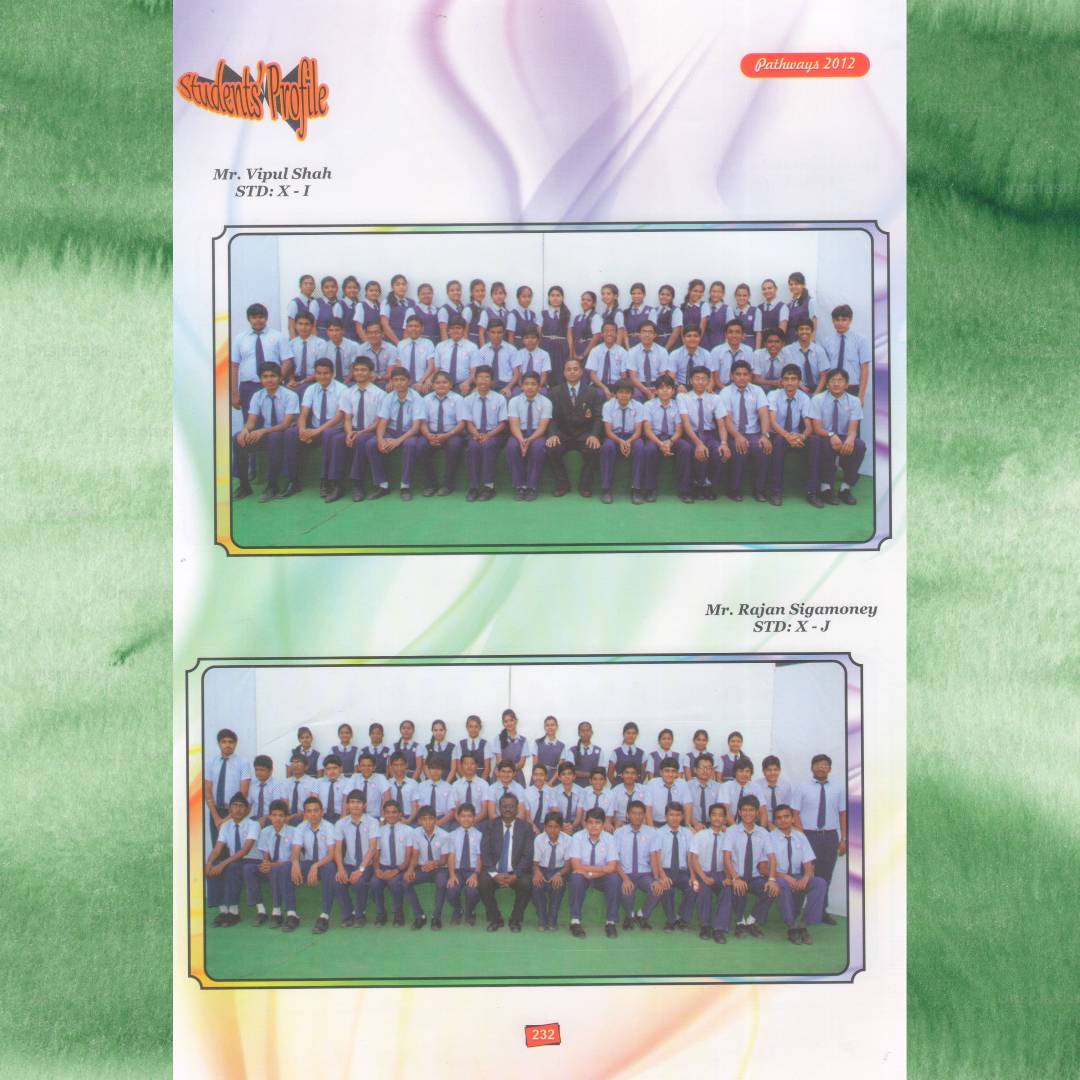 Students' Profile
Pathways 2012
Mr. Vipul Shah
STD: X - I
Mr. Rajan Sigamoney
STD: X - J
232